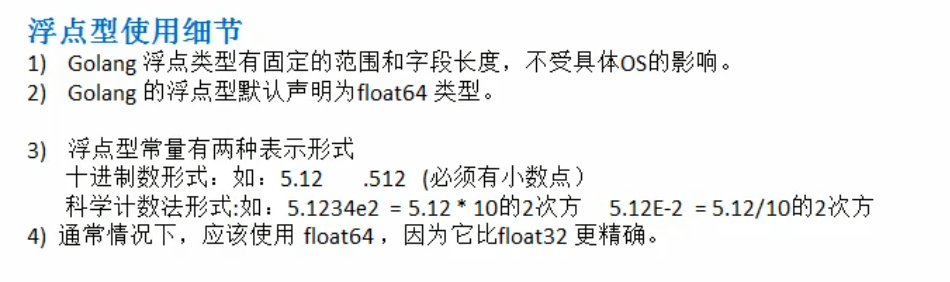 浮点型使用细节
1) Golang 浮点类型有固定的范围和字段长度，不受具体OS的影响。
2) Golang 的浮点型默认声明为float64 类型。
3) 浮点型常量有两种表示形式
十进制数形式：如：5.12 .512 (必须有小数点）
科学计数法形式:如：5.1234e2 = 5.12 * 10的2次方 5.12E-2 = 5.12/10的2次方
4) 通常情况下，应该使用 float64 ，因为它比float32 更精确。